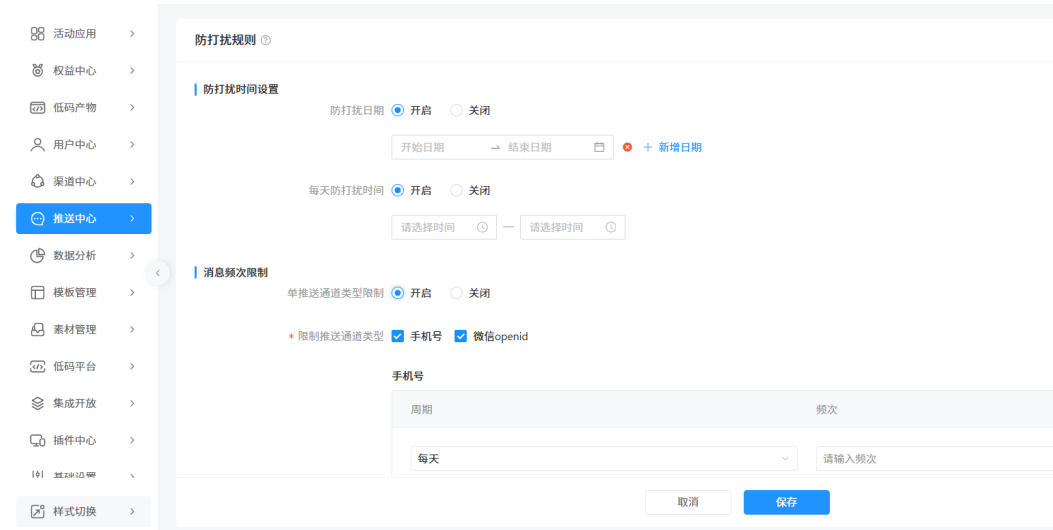 活动应用
权益中心
低码产物
用户中心
渠道中心
推送中心
数据分析
模板管理
素材管理
低码平台
集成开放
插件中心
基础设置
样式切换
防打扰规则
防打扰时间设置
防打扰日期 开启 关闭
开始日期 结束日期 新增日期
每天防打扰时间 开启 关闭
请选择时间 — 请选择时间
消息频次限制
单推送通道类型限制 开启 关闭
* 限制推送通道类型 手机号 微信openid
手机号
周期 频次
每天 请输入频次
取消 保存